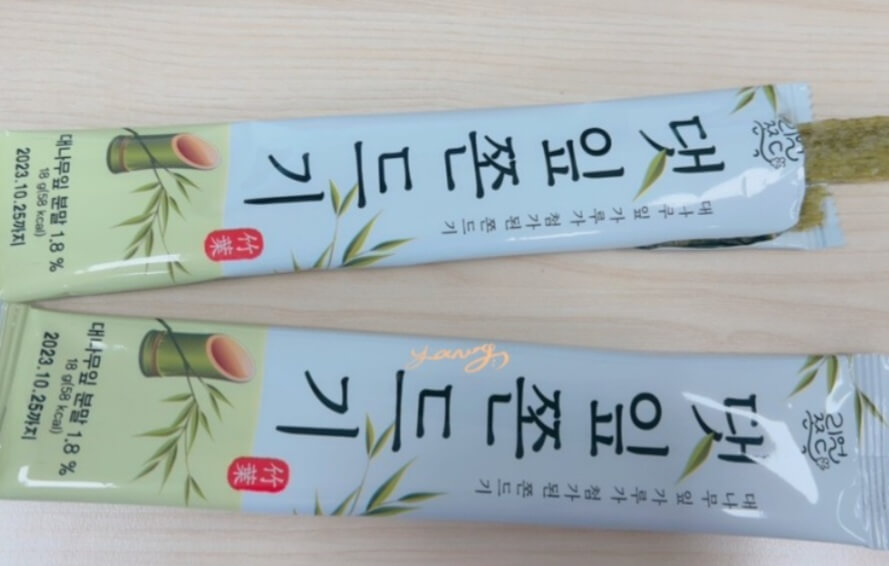 댓잎쫀드기
대나무잎 가루가 첨가된 쫀드기
竹葉
대나무잎 분말 1.8 %
18 g(58 kcal)
2023.10.25까지
댓잎쫀드기
대나무잎 가루가 첨가된 쫀드기
竹葉
대나무잎 분말 1.8 %
18 g(58 kcal)
2023.10.25까지